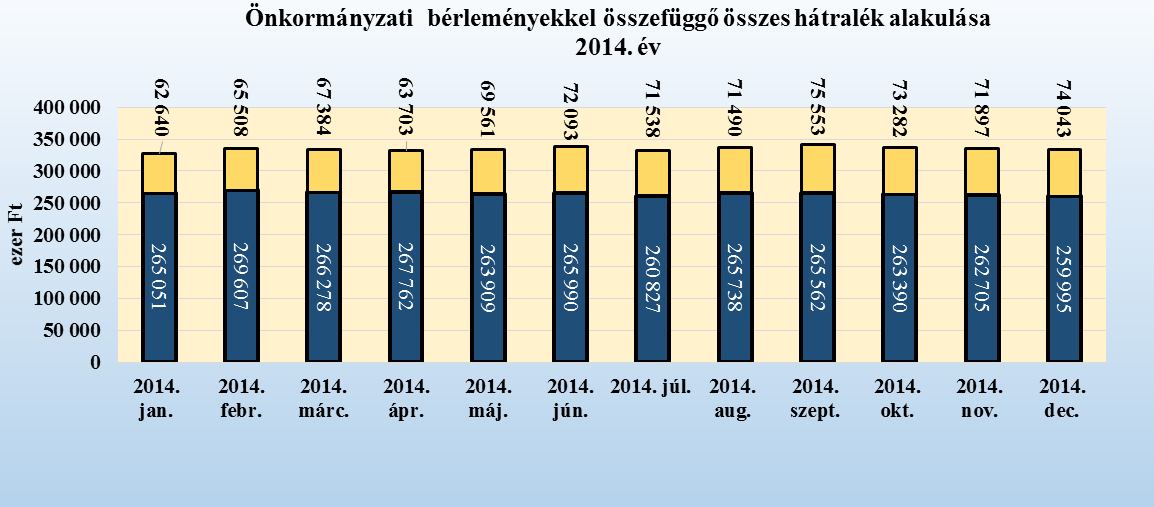 Önkormányzati bérleményekkel összefüggő összes hátralék alakulása
2014. év
62 640
65 508
67 384
63 703
69 561
72 093
71 538
71 490
75 553
73 282
71 897
74 043
ezer Ft
400 000
350 000
300 000
250 000
200 000
150 000
100 000
50 000
0
265 051
269 607
266 278
267 762
263 909
265 990
260 827
265 738
265 562
263 390
262 705
259 995
2014.
jan.
2014.
febr.
2014.
márc.
2014.
ápr.
2014.
máj.
2014.
jún.
2014. júl.
2014.
aug.
2014.
szept.
2014.
okt.
2014.
nov.
2014.
dec.